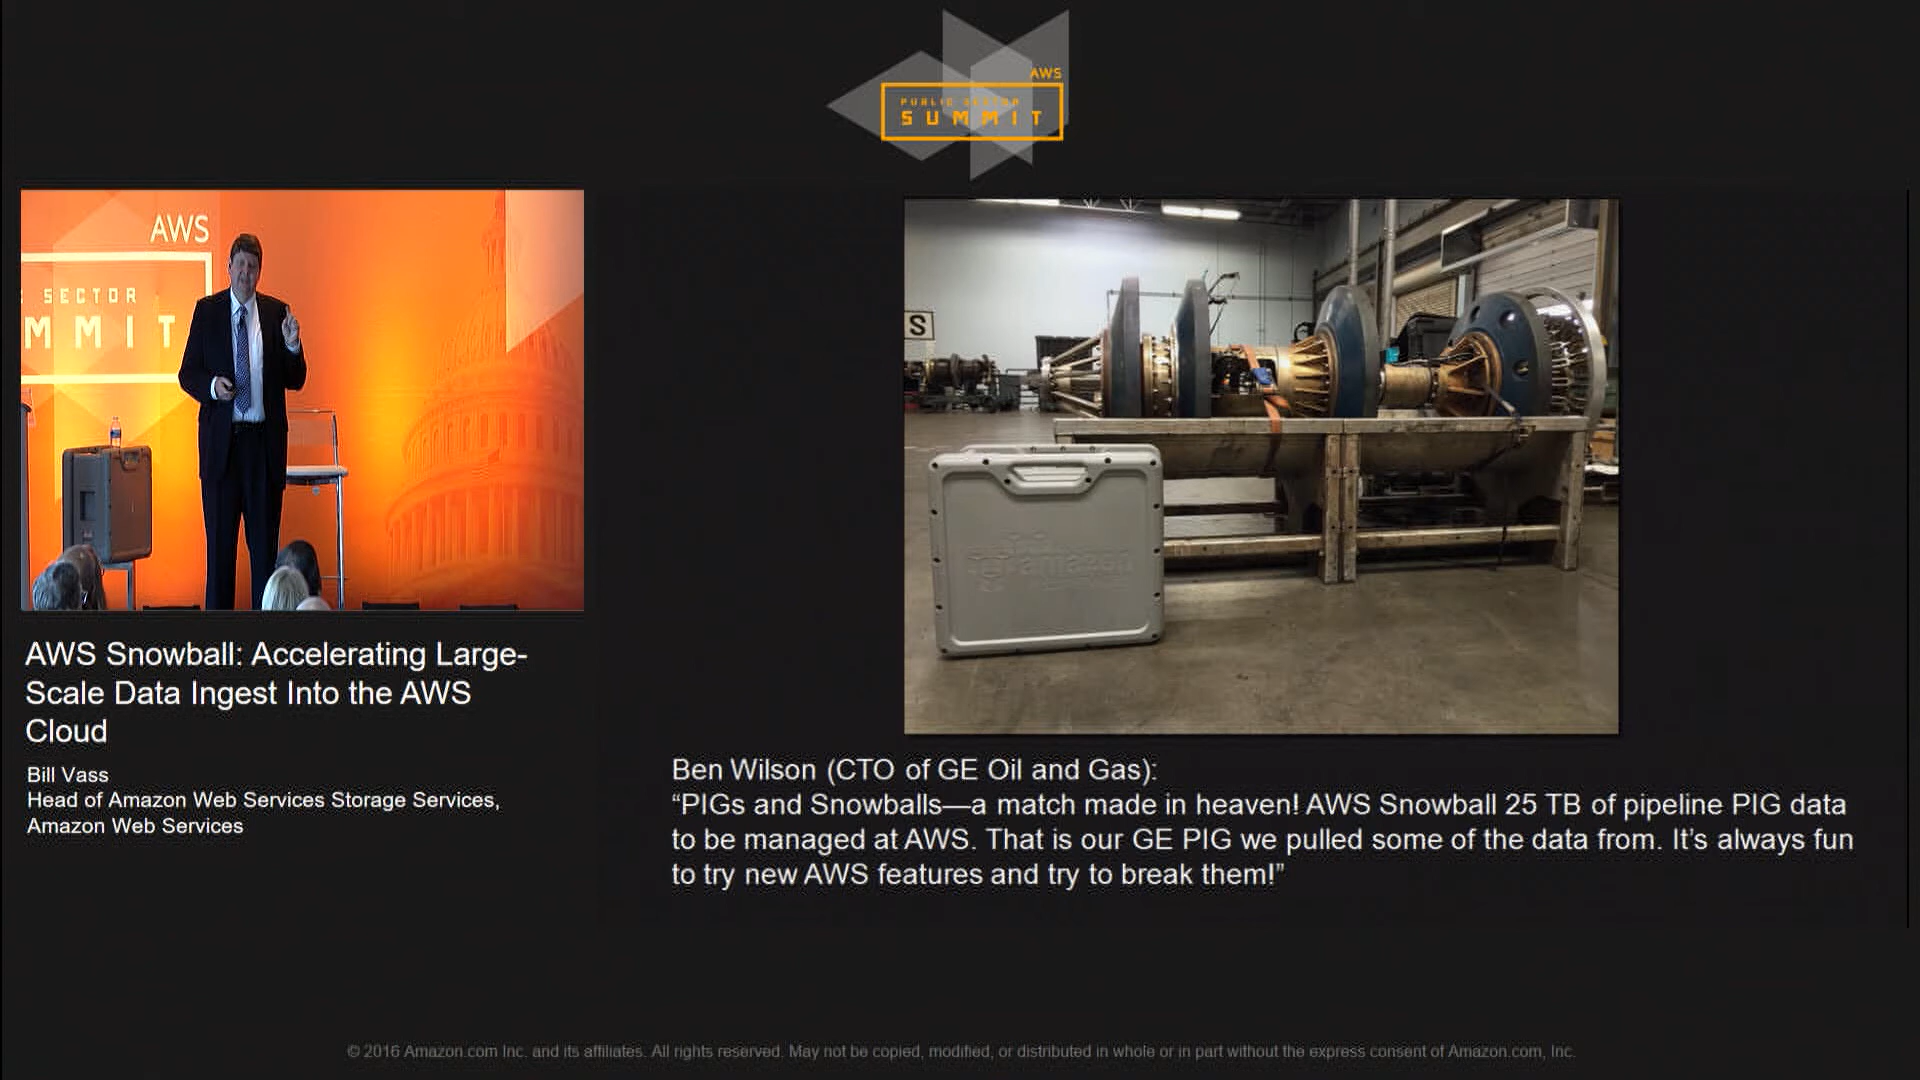 AWS
PUBLIC SECTOR
SUMMIT
AWS
SECTOR
MMIT
S
amazon
AWS Snowball: Accelerating Large-
Scale Data Ingest Into the AWS
Cloud
Bill Vass
Head of Amazon Web Services Storage Services,
Amazon Web Services
Ben Wilson (CTO of GE Oil and Gas):
“PIGs and Snowballs—a match made in heaven! AWS Snowball 25 TB of pipeline PIG data
to be managed at AWS. That is our GE PIG we pulled some of the data from. It’s always fun
to try new AWS features and try to break them!”
© 2016 Amazon.com Inc. and its affiliates. All rights reserved. May not be copied, modified, or distributed in whole or in part without the express consent of Amazon.com, Inc.